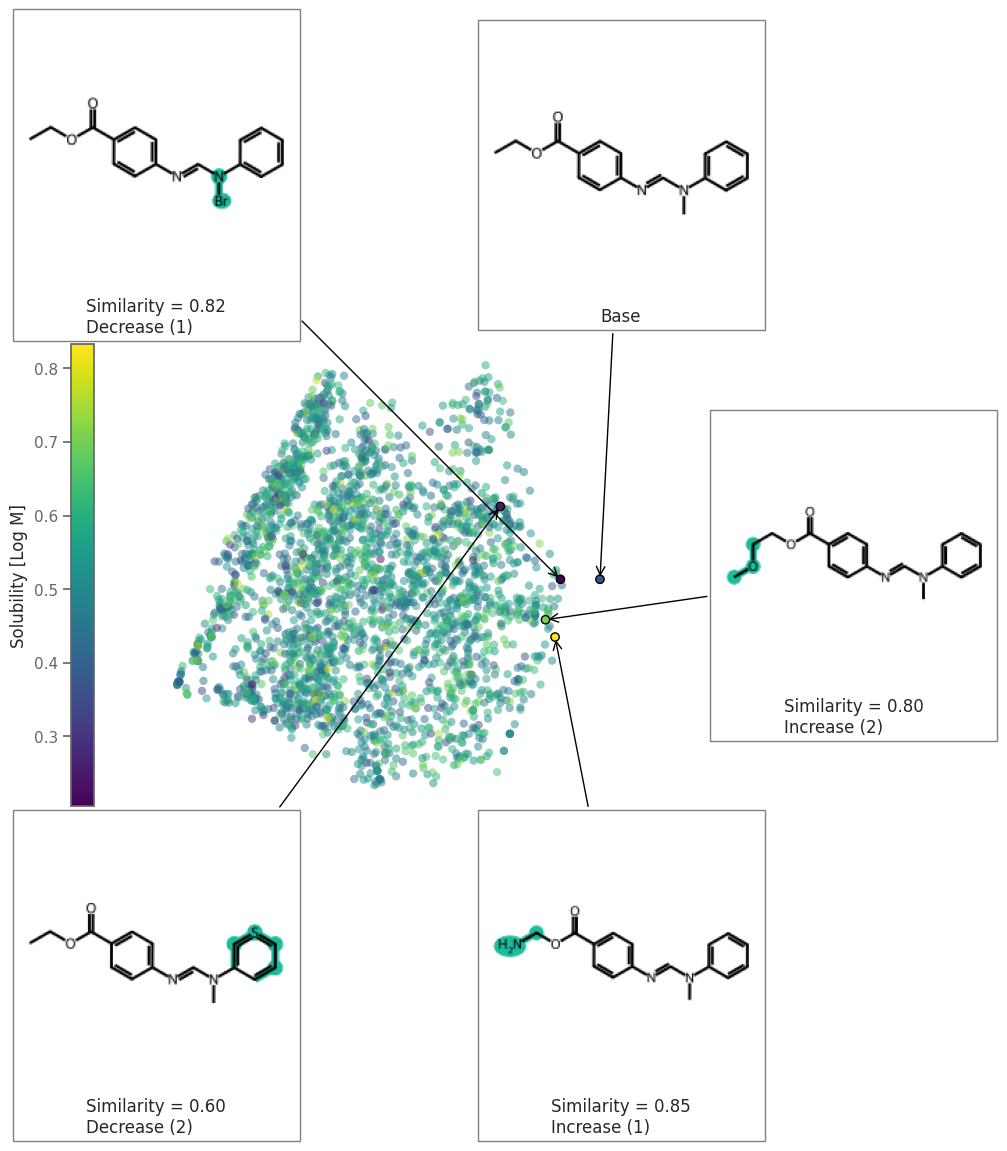 O
O
N
N
Br
Similarity = 0.82
Decrease (1)
O
O
N
N
Base
0.8
0.7
0.6
0.5
0.4
0.3
Solubility [Log M]
O
O
O
N
N
Similarity = 0.80
Increase (2)
O
O
N
N
S
Similarity = 0.60
Decrease (2)
H2N
O
O
N
N
Similarity = 0.85
Increase (1)